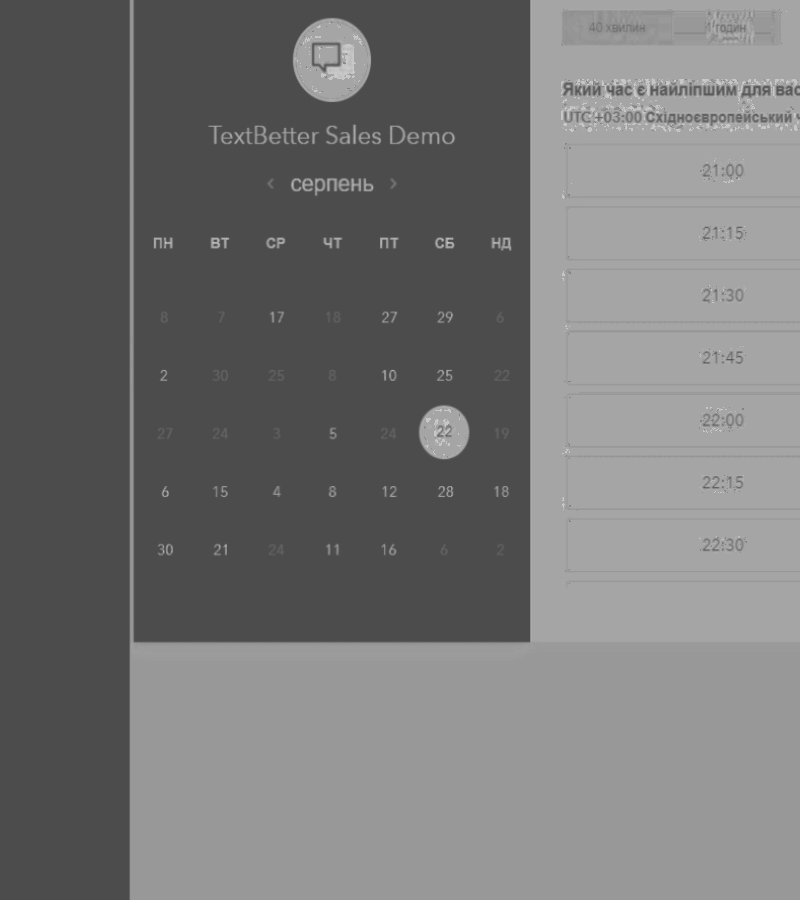 TextBetter Sales Demo
‹ серпень ›
ПН ВТ СР ЧТ ПТ СБ НД
8 7 17 18 27 29 6
2 30 25 8 10 25 22
27 24 3 5 24 22 19
6 15 4 8 12 28 18
30 21 24 11 16 6 2
40 хвилин 1 годин
Який час є найліпшим для вас
UTC +03:00 Східноєвропейський
21:00
21:15
21:30
21:45
22:00
22:15
22:30